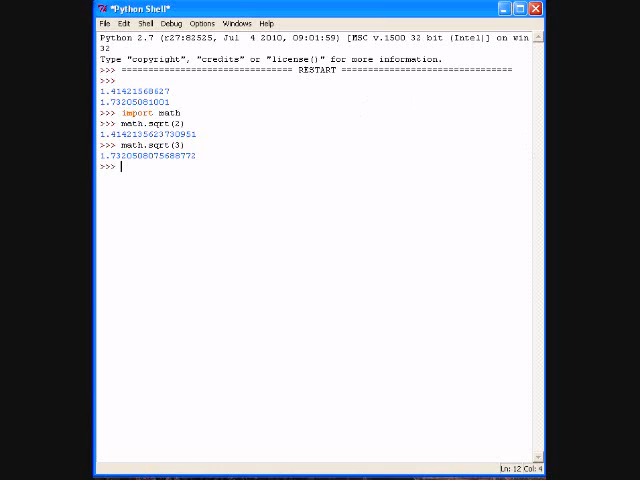 *Python Shell*
File Edit Shell Debug Options Windows Help
Python 2.7 (r27:82525, Jul  4 2010, 09:01:59) [MSC v.1500 32 bit (Intel)] on win
32
Type "copyright", "credits" or "license()" for more information.
>>> ================================ RESTART ================================
>>>
1.41421568627
1.73205081001
>>> import math
>>> math.sqrt(2)
1.4142135623730951
>>> math.sqrt(3)
1.7320508075688772
>>>
Ln: 12 Col: 4